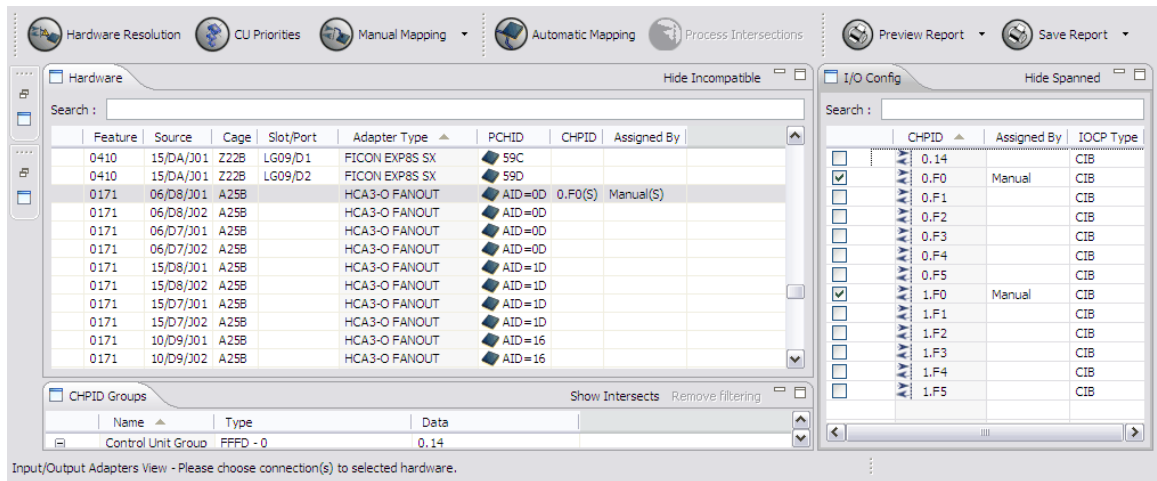 Hardware Resolution CU Priorities Manual Mapping Automatic Mapping Process Intersections Preview Report Save Report
Hardware Hide Incompatible
Search :
Feature Source Cage Slot/Port Adapter Type PCHID CHPID Assigned By
0410 15/DA/J01 Z22B LG09/D1 FICON EXP8S SX 59C
0410 15/DA/J01 Z22B LG09/D2 FICON EXP8S SX 59D
0171 06/D8/J01 A25B HCA3-O FANOUT AID=0D 0.F0(S) Manual(S)
0171 06/D8/J02 A25B HCA3-O FANOUT AID=0D
0171 06/D7/J01 A25B HCA3-O FANOUT AID=0D
0171 06/D7/J02 A25B HCA3-O FANOUT AID=0D
0171 15/D8/J01 A25B HCA3-O FANOUT AID=1D
0171 15/D8/J02 A25B HCA3-O FANOUT AID=1D
0171 15/D7/J01 A25B HCA3-O FANOUT AID=1D
0171 15/D7/J02 A25B HCA3-O FANOUT AID=1D
0171 10/D9/J01 A25B HCA3-O FANOUT AID=16
0171 10/D9/J02 A25B HCA3-O FANOUT AID=16
CHPID Groups Show Intersects Remove filtering
Name Type Data
Control Unit Group FFFD - 0 0.14
I/O Config Hide Spanned
Search :
CHPID Assigned By IOCP Type
0.14 CIB
0.F0 Manual CIB
0.F1 CIB
0.F2 CIB
0.F3 CIB
0.F4 CIB
0.F5 CIB
1.F0 Manual CIB
1.F1 CIB
1.F2 CIB
1.F3 CIB
1.F4 CIB
1.F5 CIB
Input/Output Adapters View - Please choose connection(s) to selected hardware.